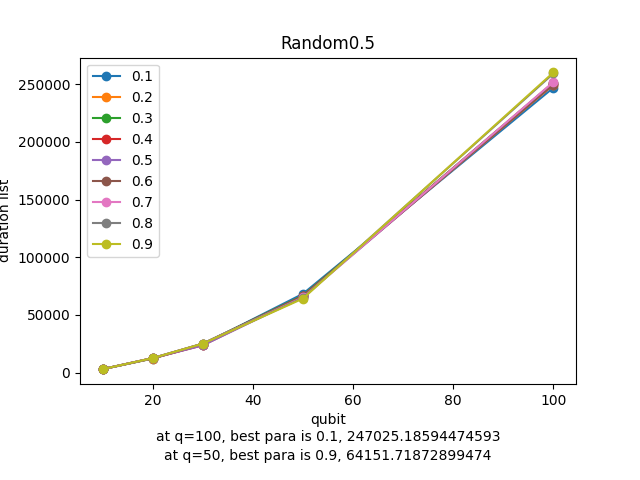 Random0.5
duration list
250000
200000
150000
100000
50000
0
0.1
0.2
0.3
0.4
0.5
0.6
0.7
0.8
0.9
20 40 60 80 100
qubit
at q=100, best para is 0.1, 247025.18594474593
at q=50, best para is 0.9, 64151.71872899474